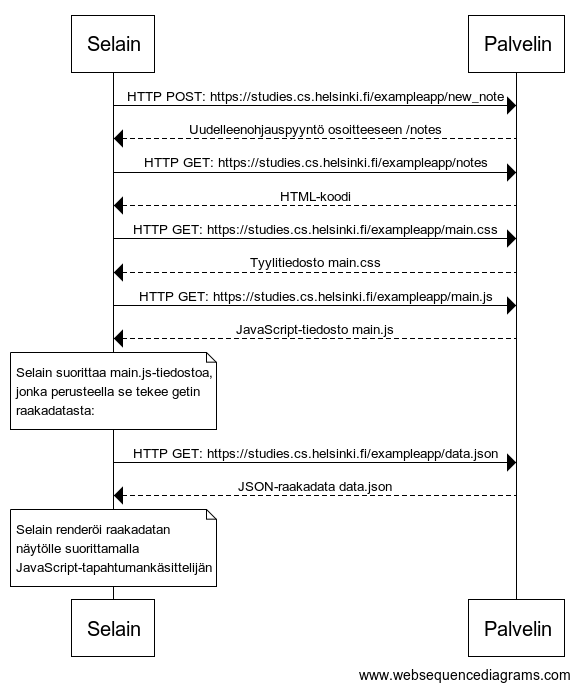 Selain
Palvelin
HTTP POST: https://studies.cs.helsinki.fi/exampleapp/new_note
Uudelleenohjauspyyntö osoitteeseen /notes
HTTP GET: https://studies.cs.helsinki.fi/exampleapp/notes
HTML-koodi
HTTP GET: https://studies.cs.helsinki.fi/exampleapp/main.css
Tyylitiedosto main.css
HTTP GET: https://studies.cs.helsinki.fi/exampleapp/main.js
JavaScript-tiedosto main.js
Selain suorittaa main.js-tiedostoa,
jonka perusteella se tekee getin
raakadatasta:
HTTP GET: https://studies.cs.helsinki.fi/exampleapp/data.json
JSON-raakadata data.json
Selain renderöi raakadatan
näytölle suorittamalla
JavaScript-tapahtumankäsittelijän
Selain
Palvelin
www.websequencediagrams.com